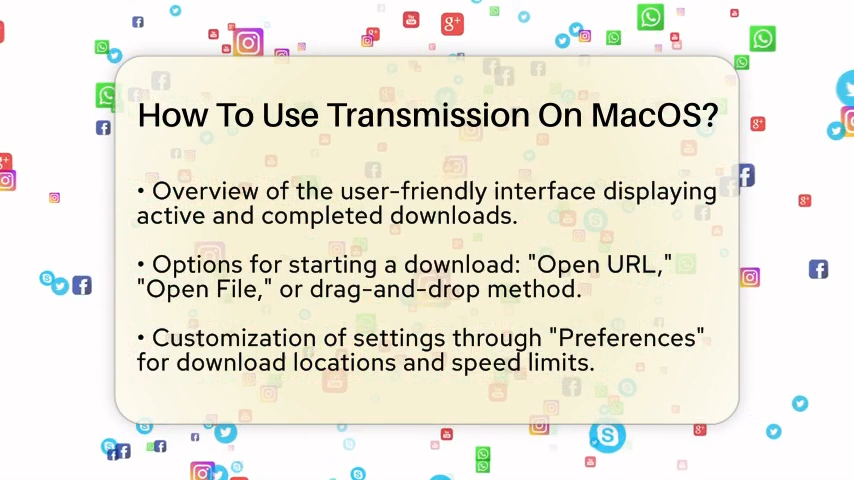 How To Use Transmission On MacOS?
• Overview of the user-friendly interface displaying
active and completed downloads.
• Options for starting a download: "Open URL,"
"Open File," or drag-and-drop method.
• Customization of settings through "Preferences"
for download locations and speed limits.